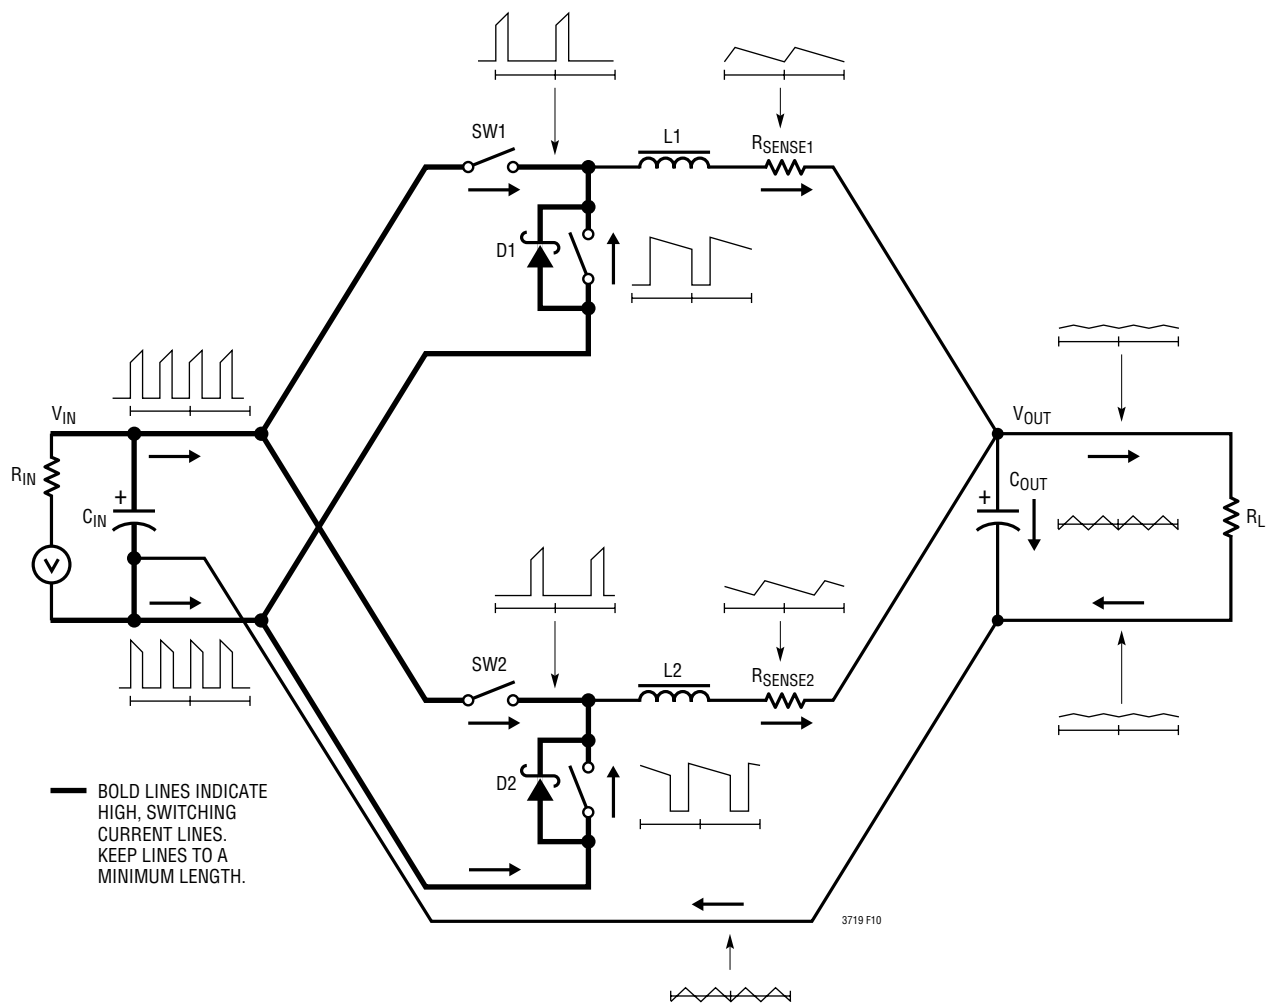 SW1
L1
RSENSE1
D1
VIN
VOUT
RIN
+
CIN
+
COUT
RL
V
SW2
L2
RSENSE2
D2
BOLD LINES INDICATE
HIGH, SWITCHING
CURRENT LINES.
KEEP LINES TO A
MINIMUM LENGTH.
3719 F10